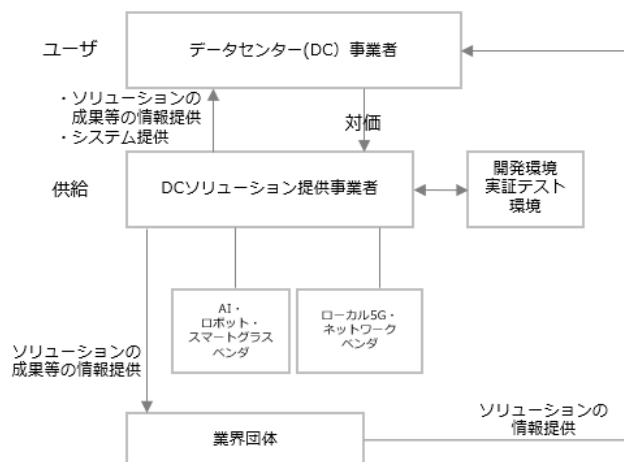 ユーザ
データセンター(DC）事業者
・ソリューションの
成果等の情報提供
・システム提供
対価
供給
DCソリューション提供事業者
開発環境
実証テスト
環境
AI・
ロボット・
スマートグラス
ベンダ
ローカル5G・
ネットワーク
ベンダ
ソリューションの
成果等の情報提供
業界団体
ソリューションの
情報提供